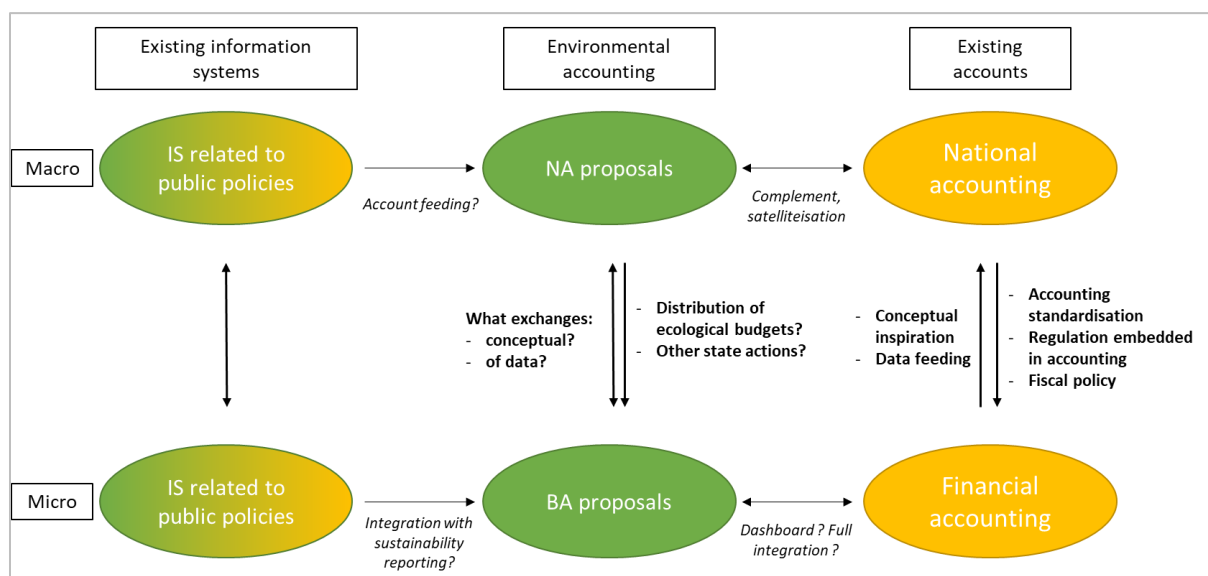 Existing information
systems
Environmental
accounting
Existing
accounts
Macro
IS related to
public policies
Account feeding?
NA proposals
Complement,
satelliteisation
National
accounting
What exchanges:
- conceptual?
- of data?
- Distribution of
ecological budgets?
- Other state actions?
- Conceptual
inspiration
- Data feeding
- Accounting
standardisation
- Regulation embedded
in accounting
- Fiscal policy
Micro
IS related to
public policies
Integration with
sustainability
reporting?
BA proposals
Dashboard ? Full
integration ?
Financial
accounting